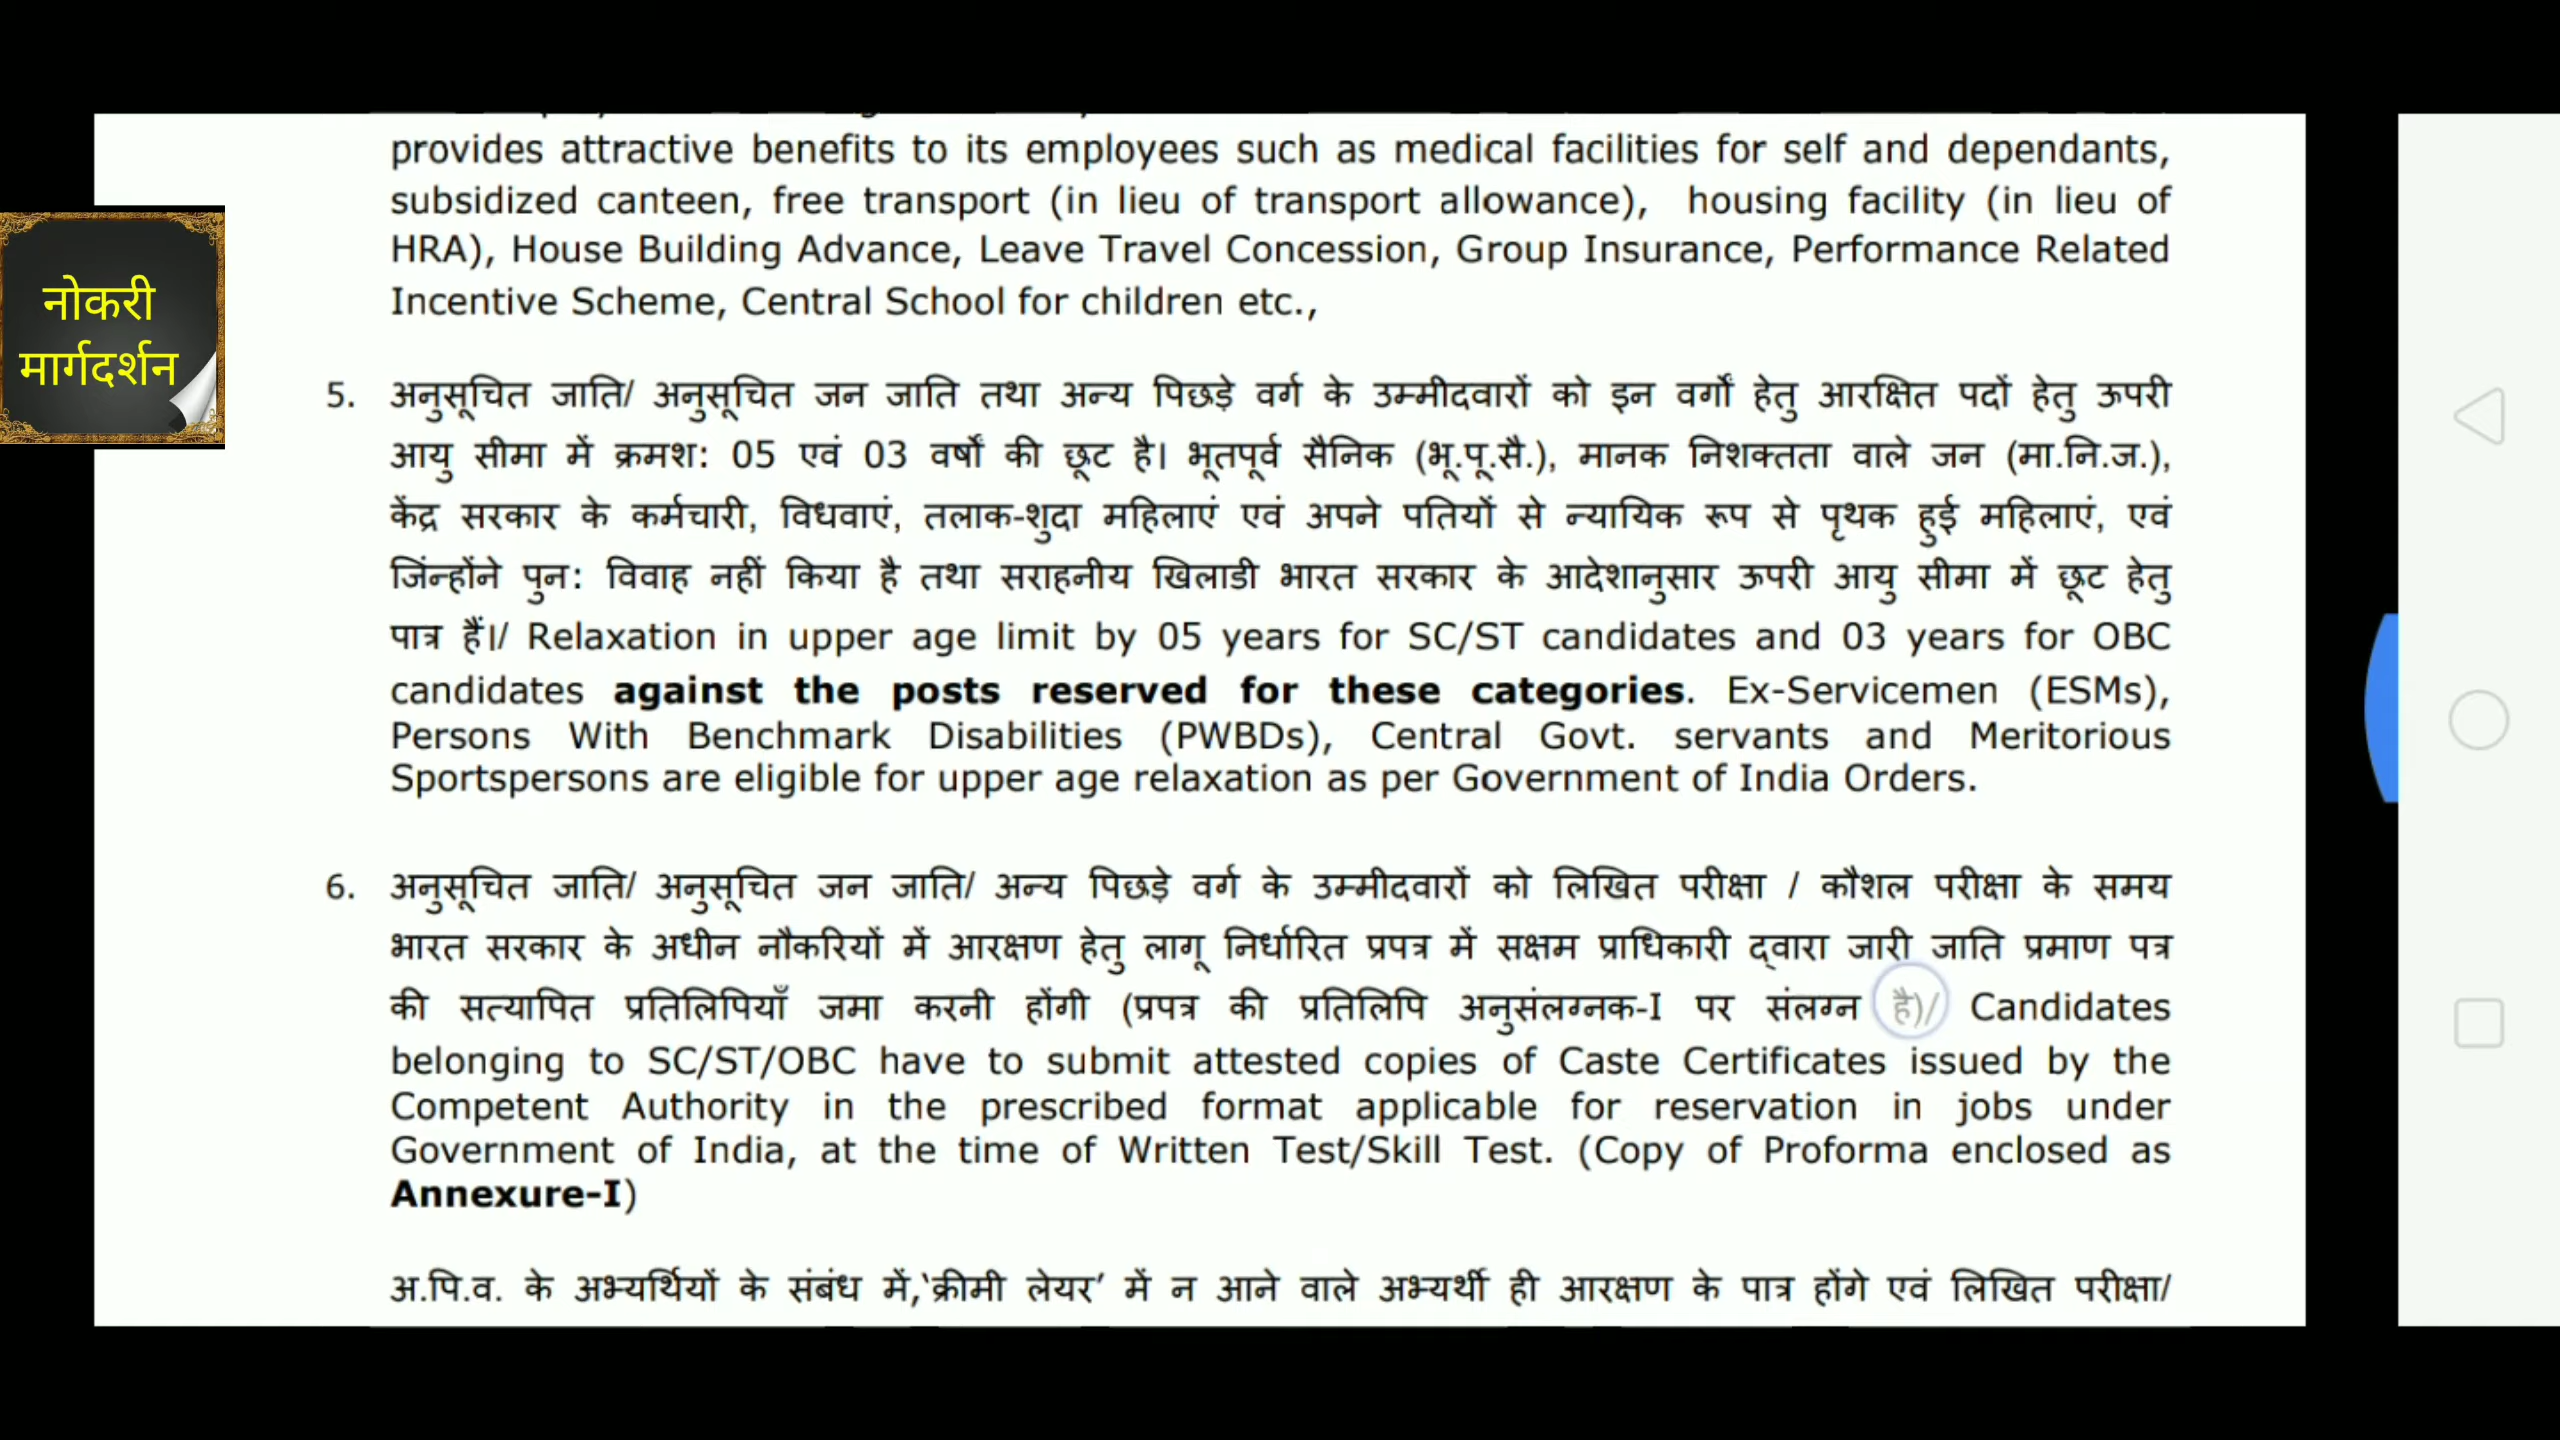 provides attractive benefits to its employees such as medical facilities for self and dependants,
subsidized canteen, free transport (in lieu of transport allowance), housing facility (in lieu of
HRA), House Building Advance, Leave Travel Concession, Group Insurance, Performance Related
Incentive Scheme, Central School for children etc.,
नोकरी
मार्गदर्शन
5. अनुसूचित जाति/ अनुसूचित जन जाति तथा अन्य पिछड़े वर्ग के उम्मीदवारों को इन वर्गों हेतु आरक्षित पदों हेतु ऊपरी
आयु सीमा में क्रमश: 05 एवं 03 वर्षों की छूट है। भूतपूर्व सैनिक (भू.पू.सै.), मानक निशक्तता वाले जन (मा.नि.ज.),
केंद्र सरकार के कर्मचारी, विधवाएं, तलाक-शुदा महिलाएं एवं अपने पतियों से न्यायिक रूप से पृथक हुई महिलाएं, एवं
जिंन्होंने पुन: विवाह नहीं किया है तथा सराहनीय खिलाडी भारत सरकार के आदेशानुसार ऊपरी आयु सीमा में छूट हेतु
पात्र हैं।/ Relaxation in upper age limit by 05 years for SC/ST candidates and 03 years for OBC
candidates against the posts reserved for these categories. Ex-Servicemen (ESMs),
Persons With Benchmark Disabilities (PWBDs), Central Govt. servants and Meritorious
Sportspersons are eligible for upper age relaxation as per Government of India Orders.
6. अनुसूचित जाति/ अनुसूचित जन जाति/ अन्य पिछड़े वर्ग के उम्मीदवारों को लिखित परीक्षा / कौशल परीक्षा के समय
भारत सरकार के अधीन नौकरियों में आरक्षण हेतु लागू निर्धारित प्रपत्र में सक्षम प्राधिकारी द्वारा जारी जाति प्रमाण पत्र
की सत्यापित प्रतिलिपियाँ जमा करनी होंगी (प्रपत्र की प्रतिलिपि अनुसंलग्नक-I पर संलग्न है)/ Candidates
belonging to SC/ST/OBC have to submit attested copies of Caste Certificates issued by the
Competent Authority in the prescribed format applicable for reservation in jobs under
Government of India, at the time of Written Test/Skill Test. (Copy of Proforma enclosed as
Annexure-I)
अ.पि.व. के अभ्यर्थियों के संबंध में,‛क्रीमी लेयर’ में न आने वाले अभ्यर्थी ही आरक्षण के पात्र होंगे एवं लिखित परीक्षा/